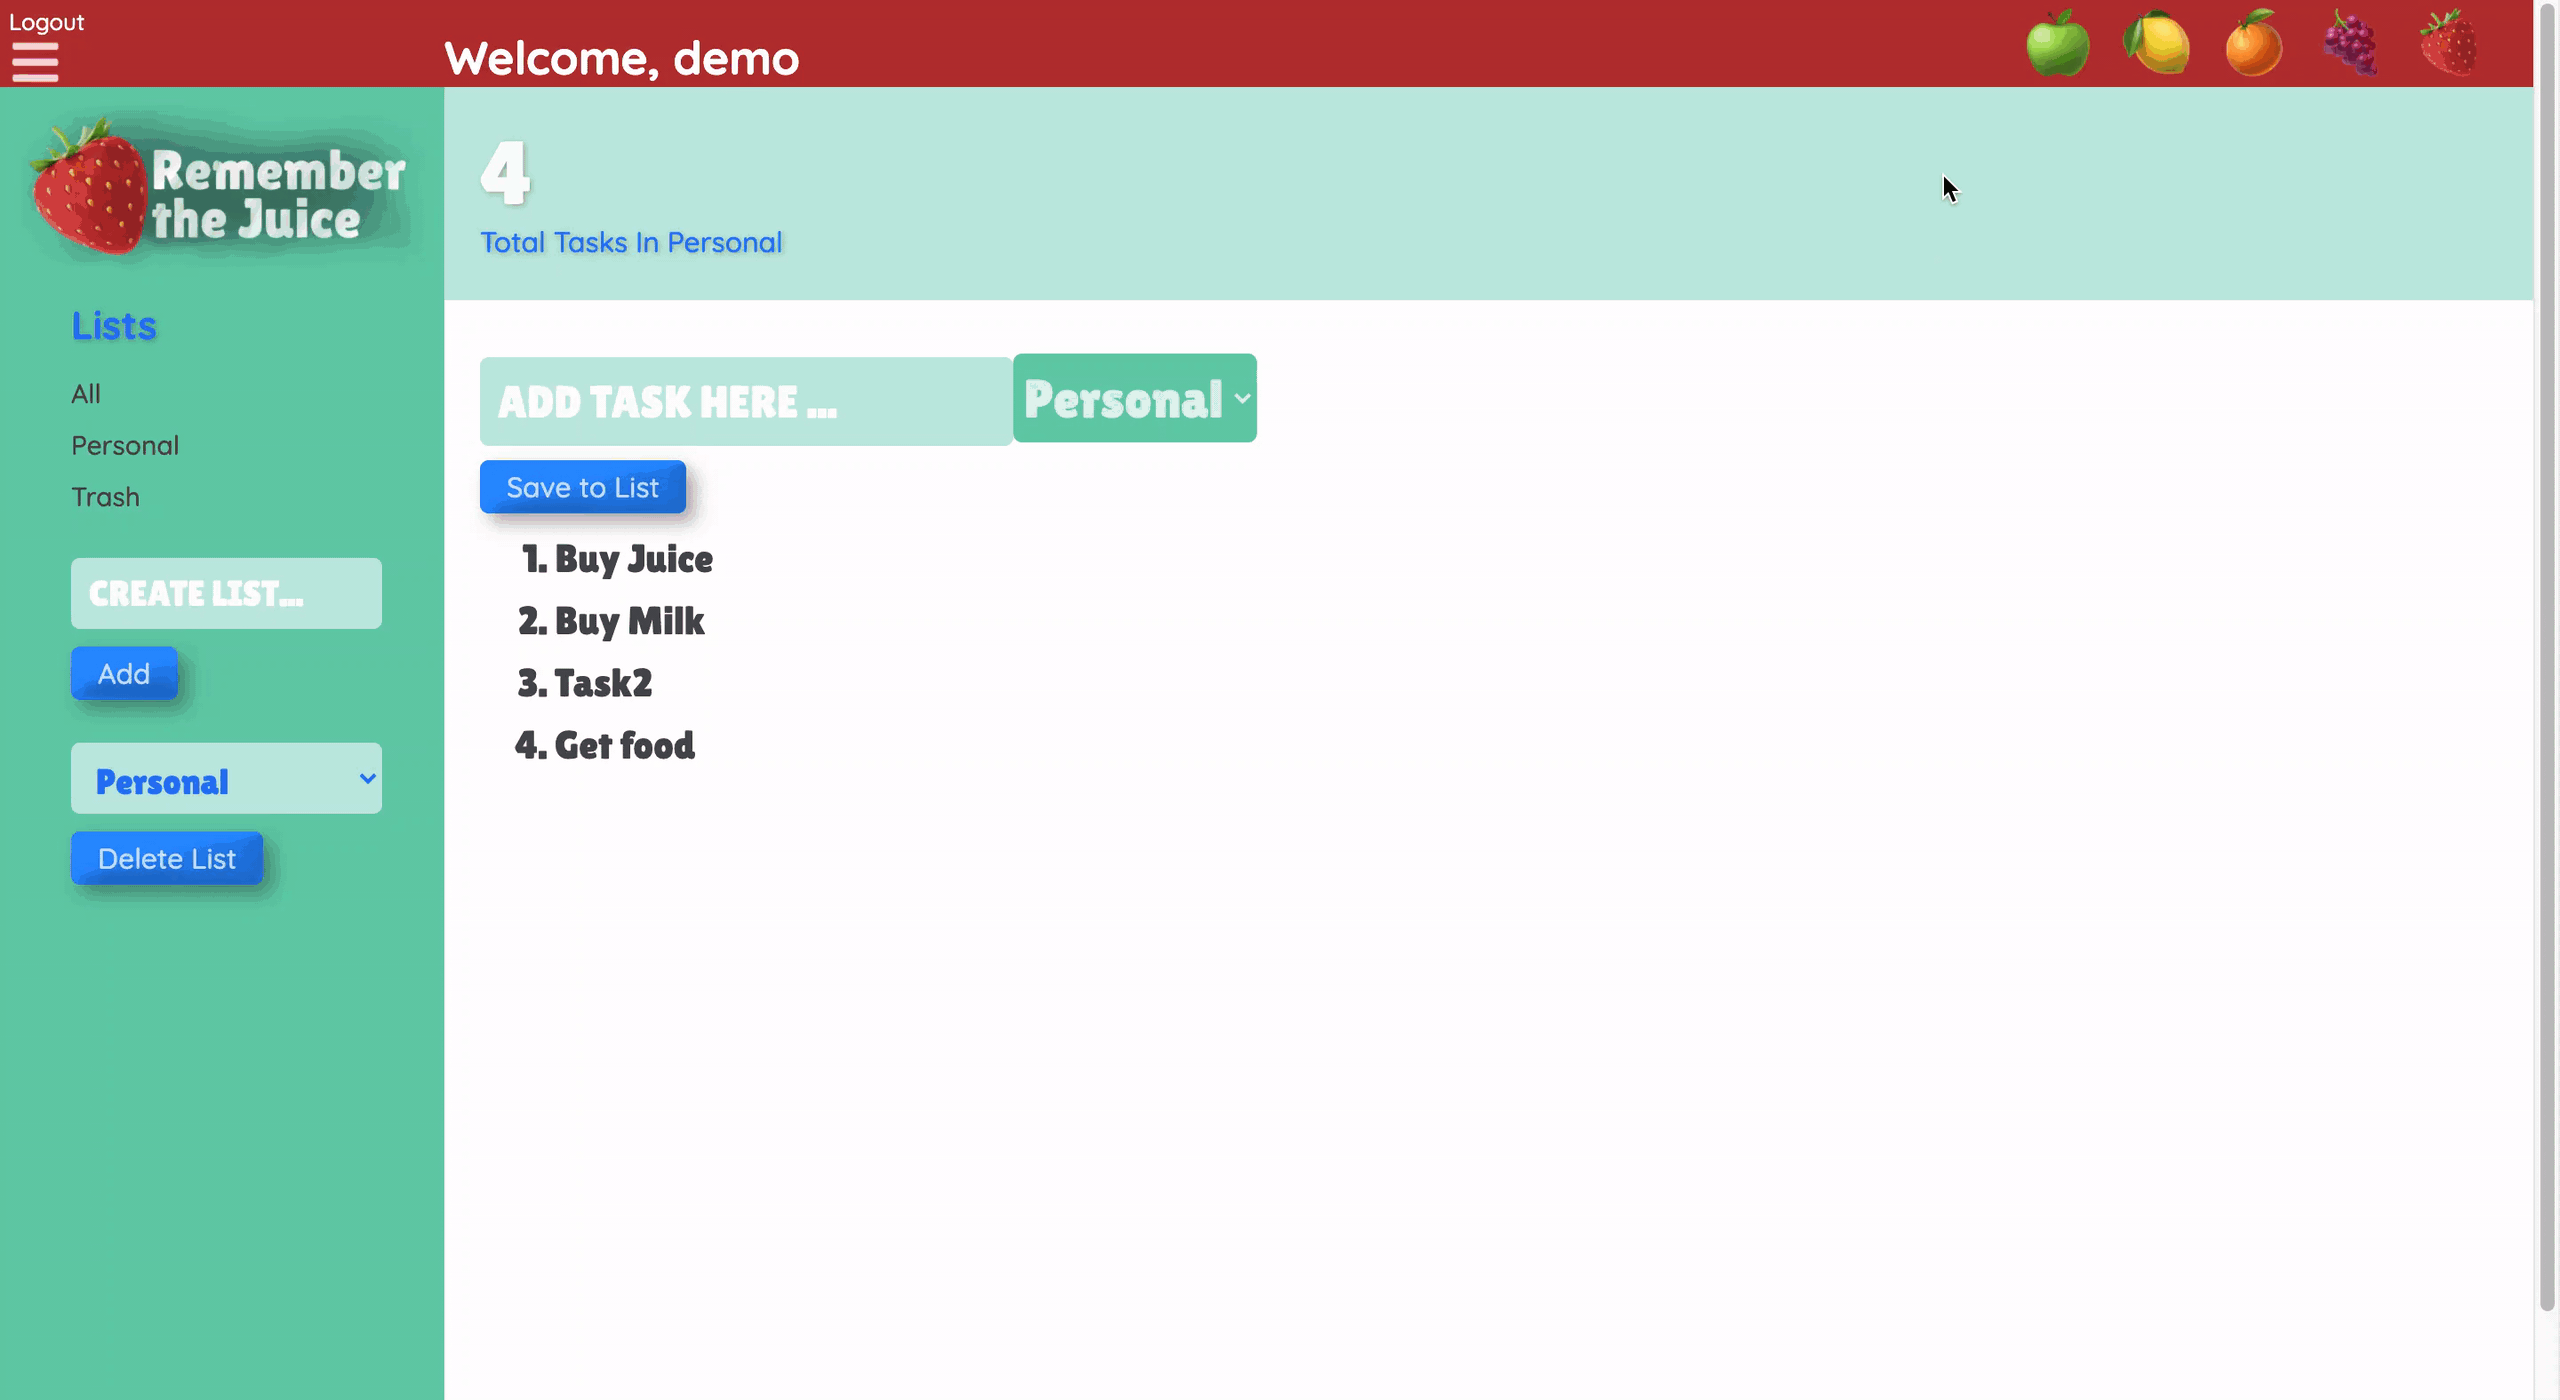 Logout
Welcome, demo
Remember
the Juice
Lists
All
Personal
Trash
CREATE LIST...
Add
Personal
Delete List
4
Total Tasks In Personal
ADD TASK HERE ...
Personal
Save to List
1. Buy Juice
2. Buy Milk
3. Task2
4. Get food